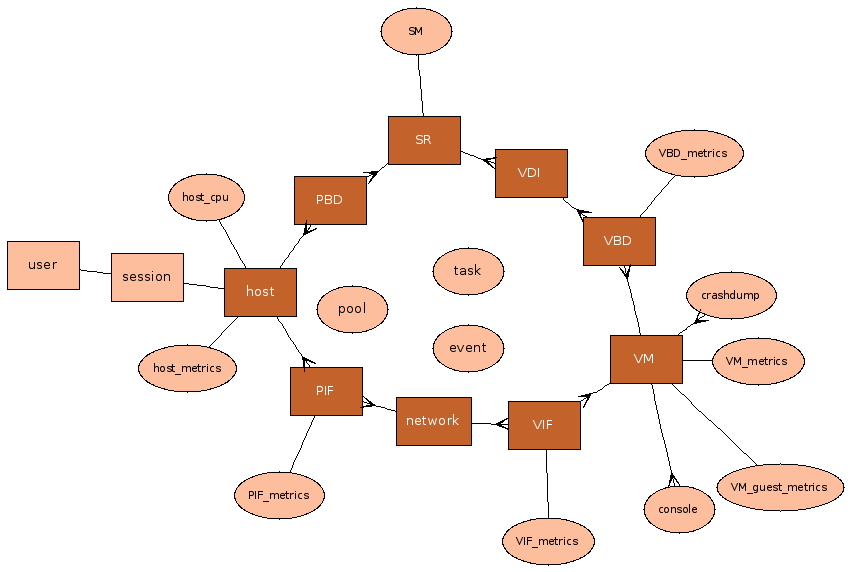 SM
SR
VDI
VBD_metrics
PBD
host_cpu
VBD
user
session
host
task
pool
crashdump
event
VM
VM_metrics
host_metrics
PIF
network
VIF
PIF_metrics
VM_guest_metrics
console
VIF_metrics